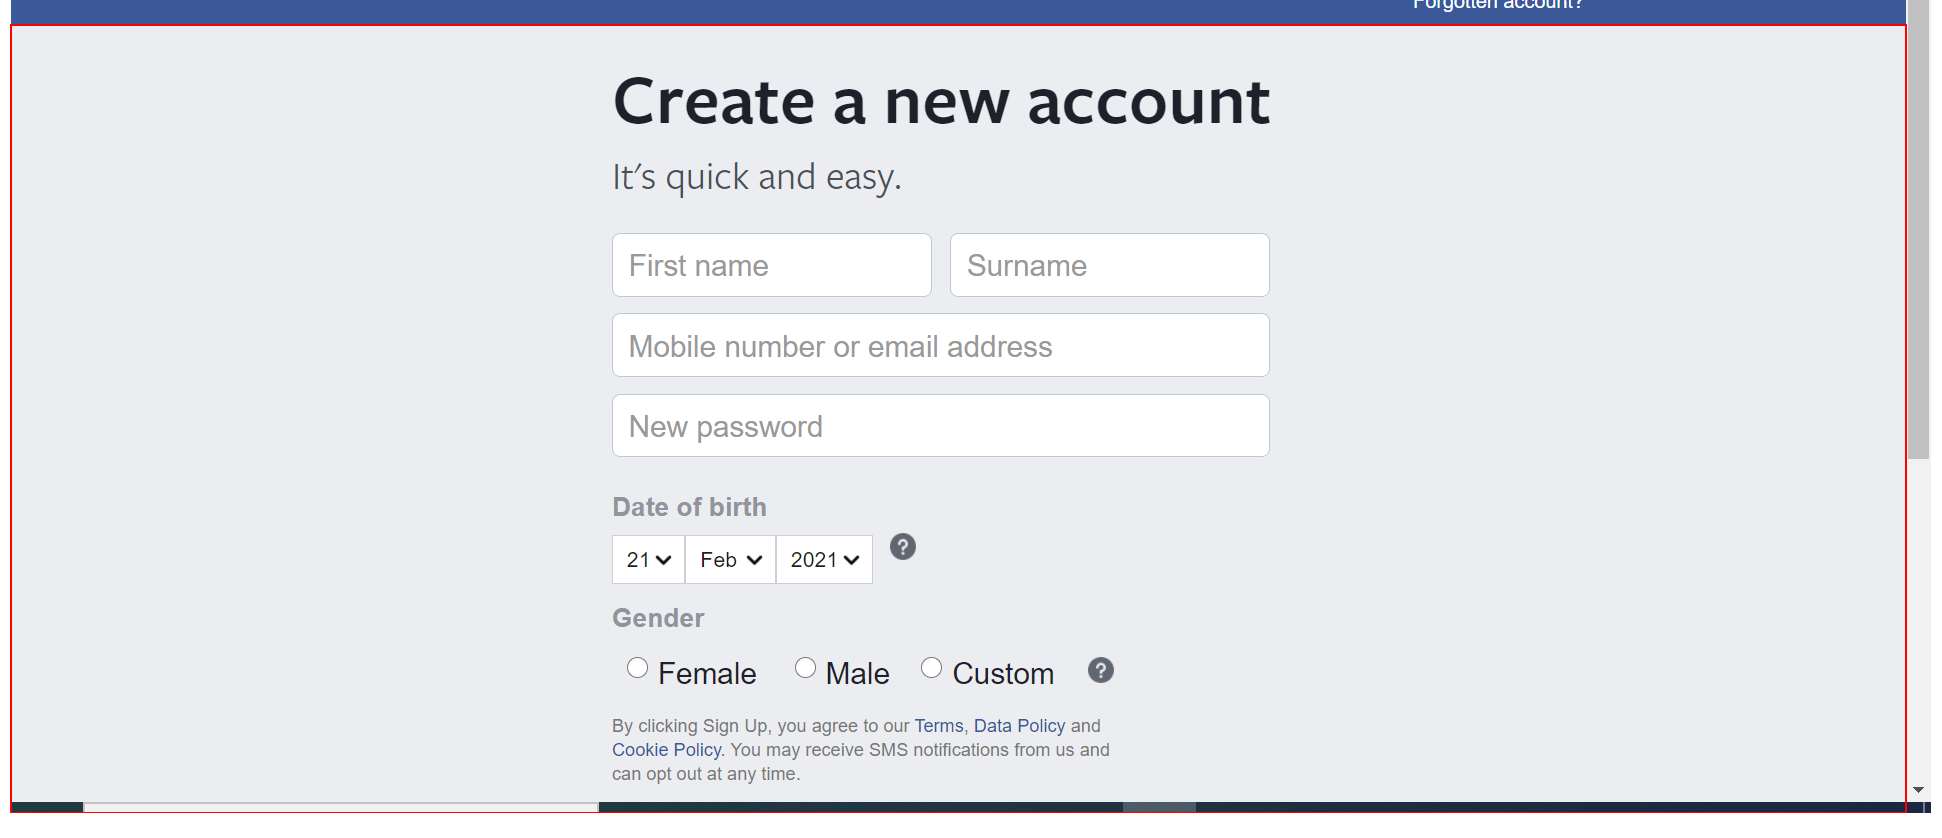 Forgotten account?
Create a new account
It's quick and easy.
First name Surname
Mobile number or email address
New password
Date of birth
21 Feb 2021 ?
Gender
Female Male Custom ?
By clicking Sign Up, you agree to our Terms, Data Policy and
Cookie Policy. You may receive SMS notifications from us and
can opt out at any time.